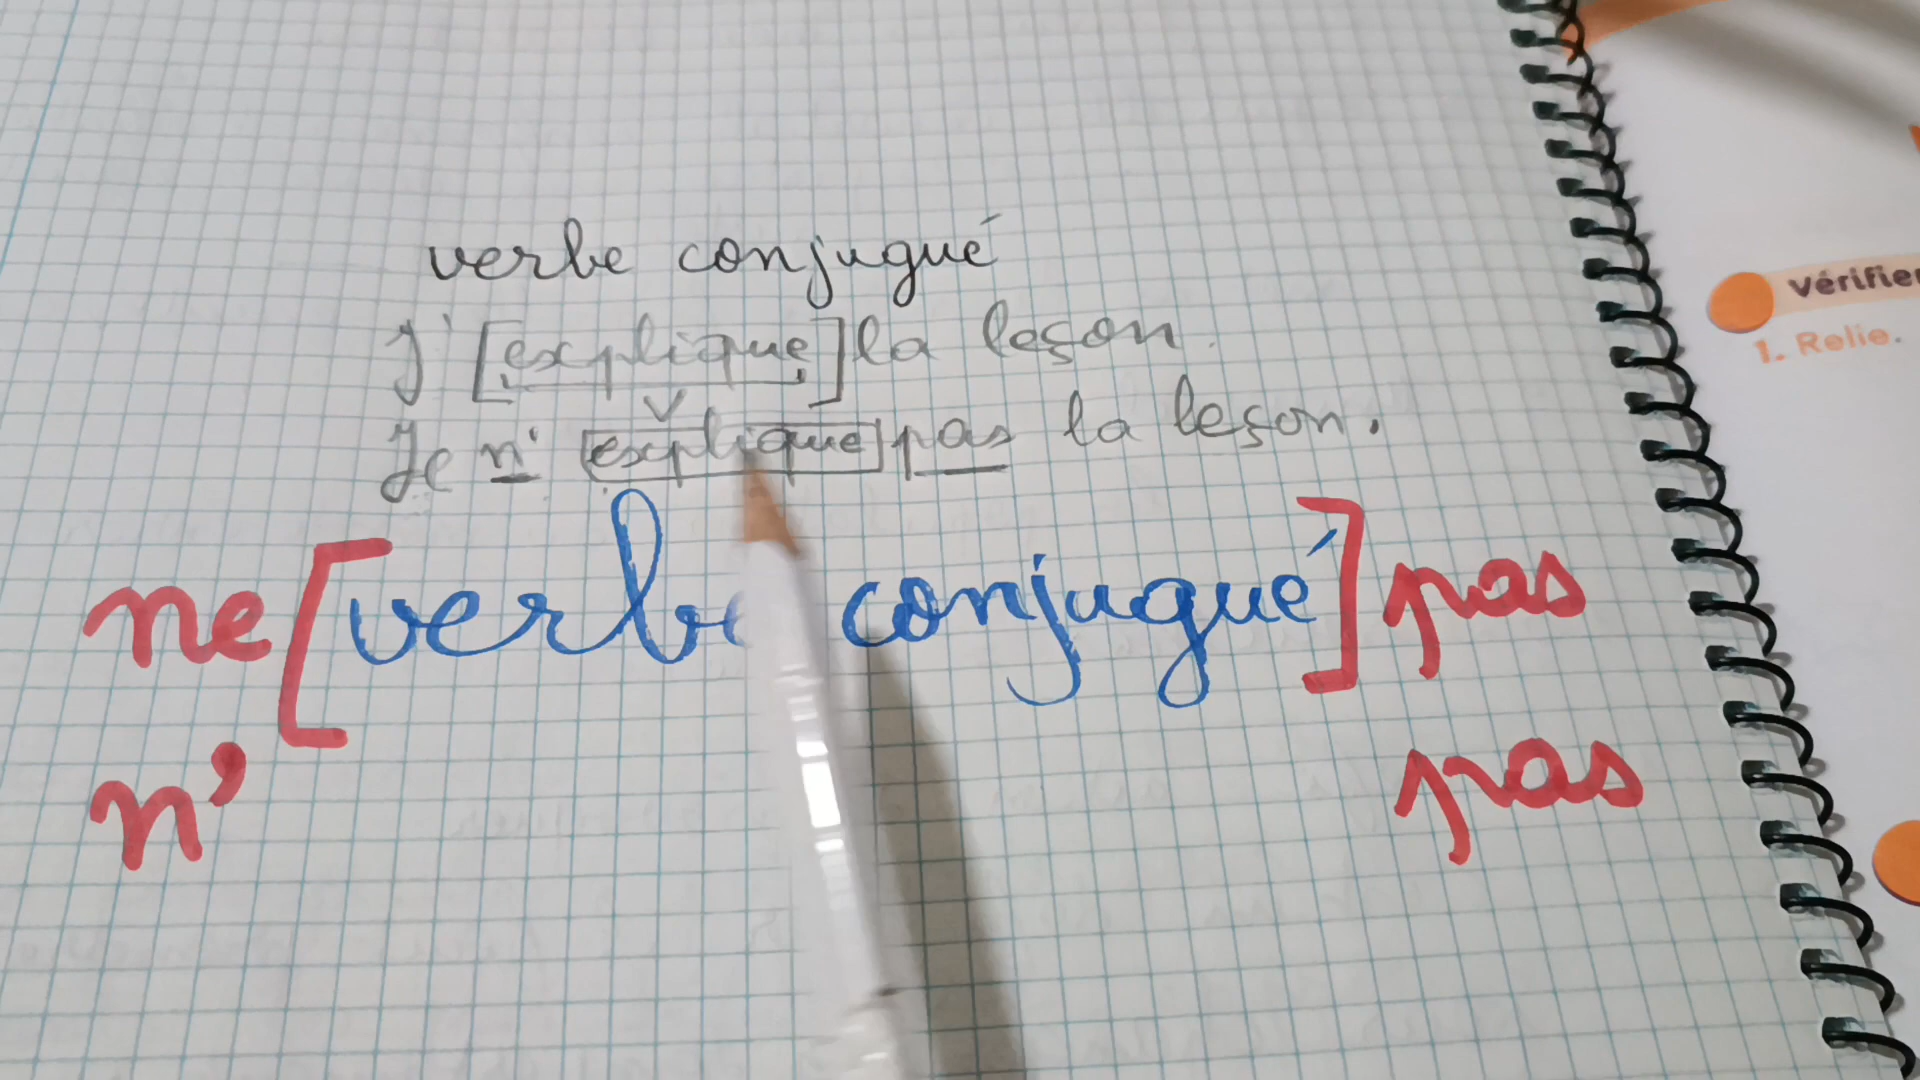 verbe conjugué
J' [explique] la leçon.
Je n' [explique] pas la leçon.
ne [verbe conjugué] pas
n' pas
Vérifier
1. Relie.